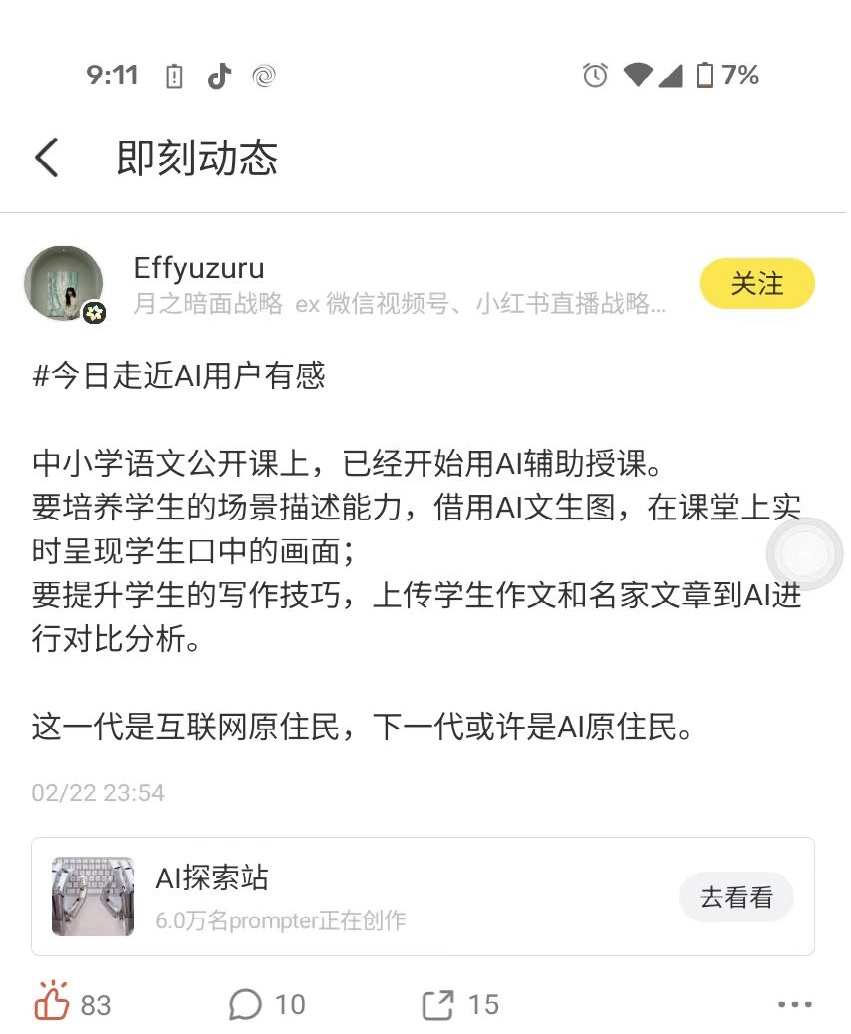 9:11
7%
即刻动态
Effyuzuru
月之暗面战略 ex 微信视频号、小红书直播战略...
关注
#今日走近AI用户有感
中小学语文公开课上，已经开始用AI辅助授课。
要培养学生的场景描述能力，借用AI文生图，在课堂上实
时呈现学生口中的画面；
要提升学生的写作技巧，上传学生作文和名家文章到AI进
行对比分析。
这一代是互联网原住民，下一代或许是AI原住民。
02/22 23:54
AI探索站
6.0万名prompter正在创作
去看看
83
10
15